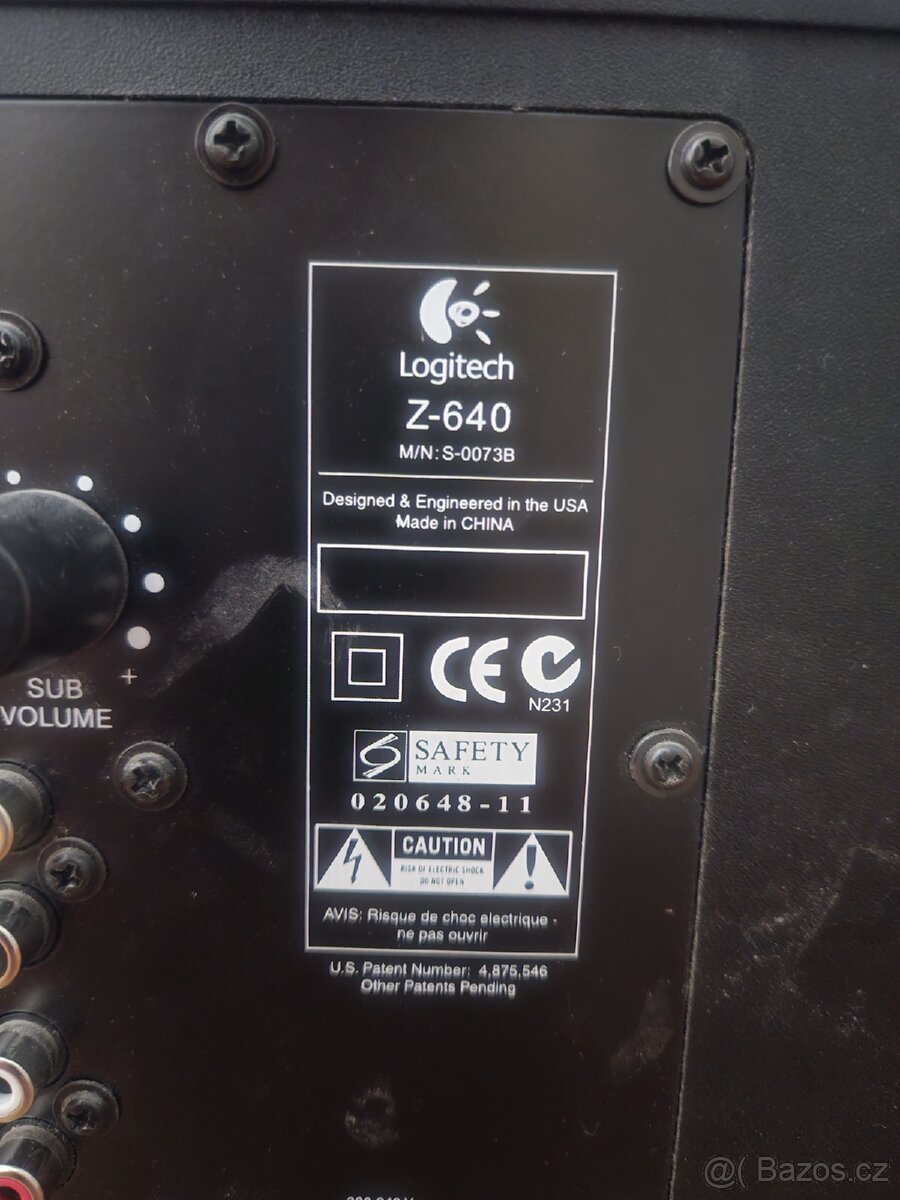 Logitech
Z-640
M/N: S-0073B
Designed & Engineered in the USA
Made in CHINA
+
SUB
VOLUME
CE
N231
SAFETY
MARK
020648-11
CAUTION
RISK OF ELECTRIC SHOCK
DO NOT OPEN
AVIS: Risque de choc electrique -
ne pas ouvrir
U.S. Patent Number: 4,875,546
Other Patents Pending
@( Bazos.cz